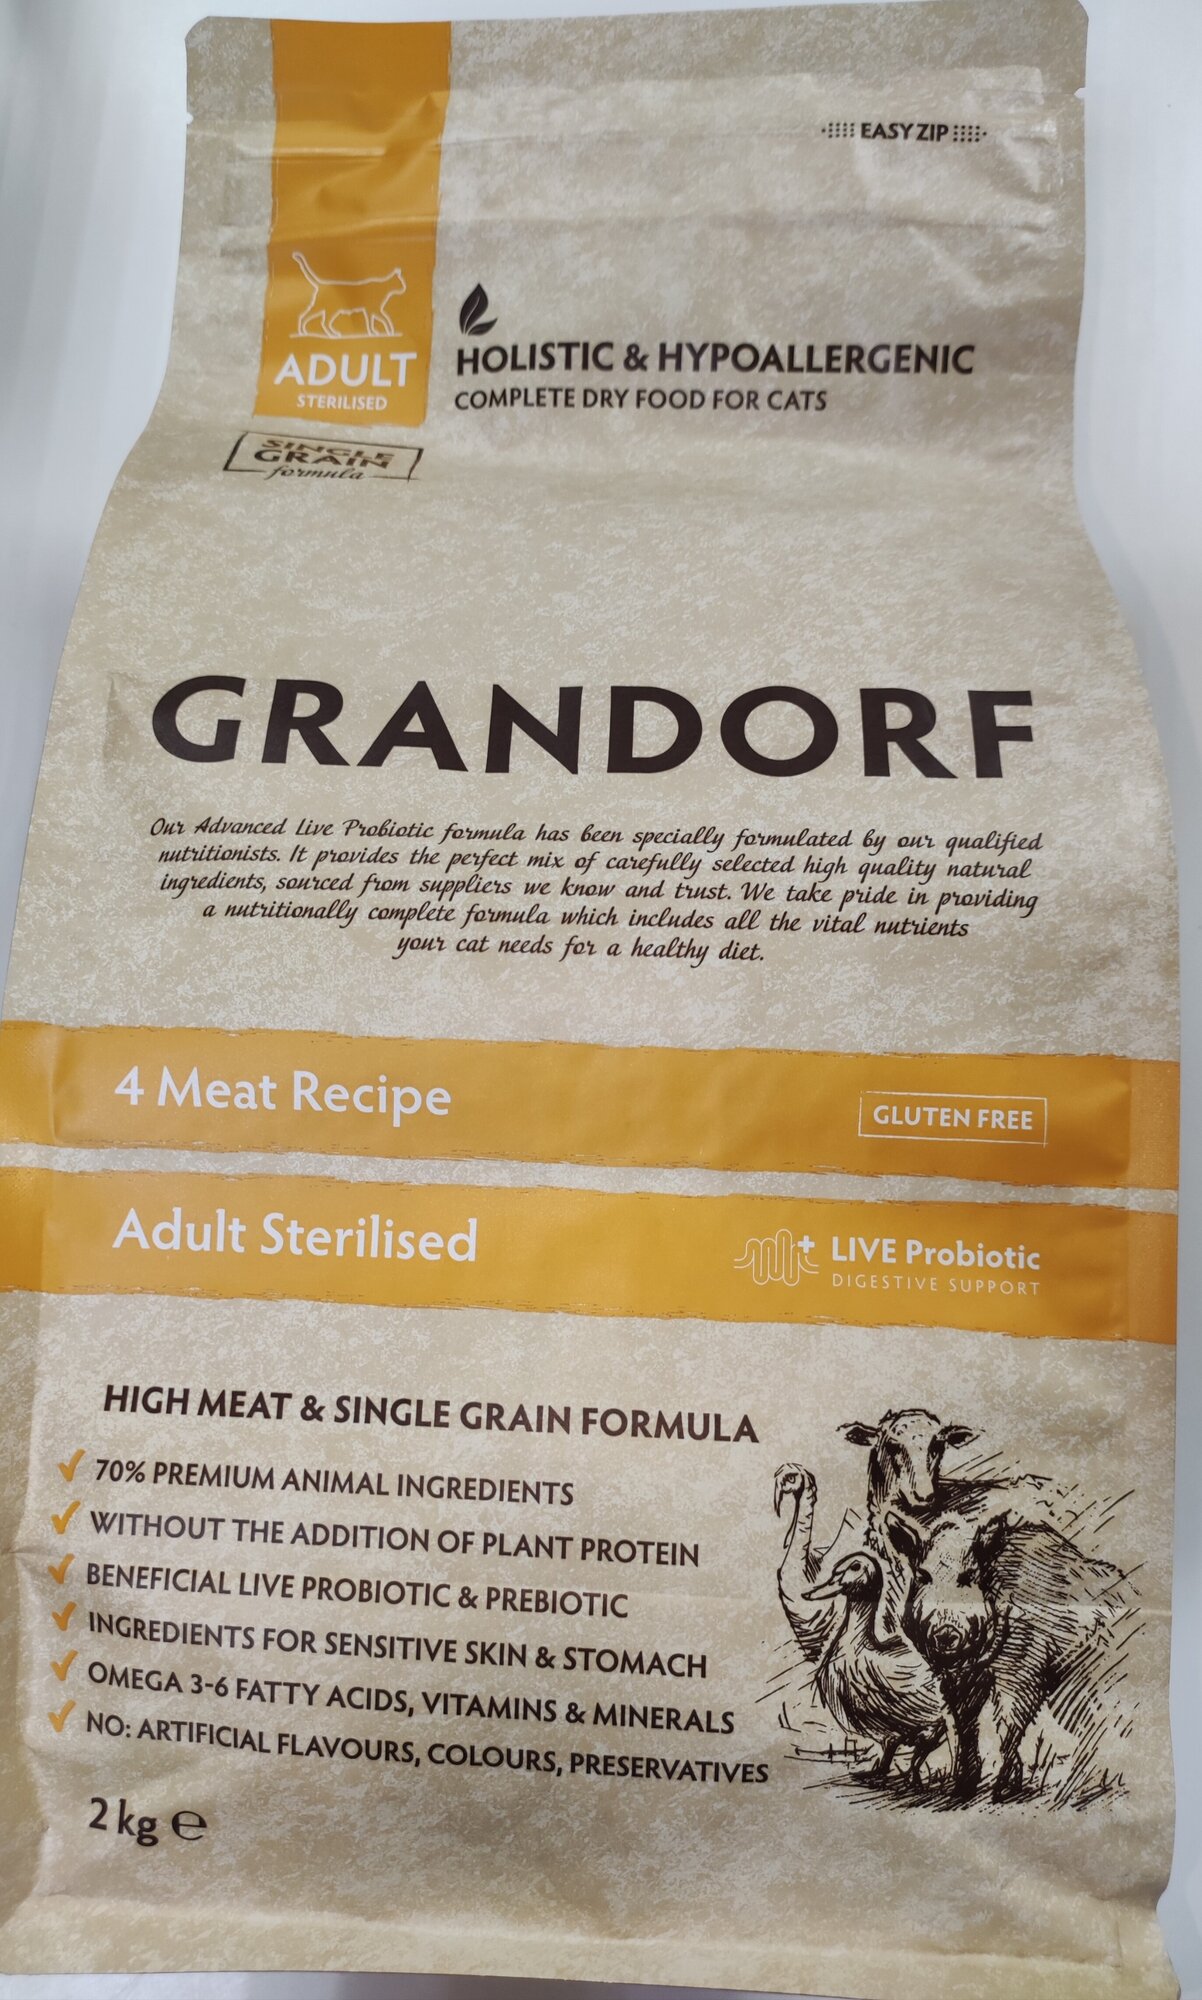 EASY ZIP
ADULT
STERILISED
HOLISTIC & HYPOALLERGENIC
COMPLETE DRY FOOD FOR CATS
SINGLE
GRAIN
formula
GRANDORF
Our Advanced Live Probiotic formula has been specially formulated by our qualified
nutritionists. It provides the perfect mix of carefully selected high quality natural
ingredients, sourced from suppliers we know and trust. We take pride in providing
a nutritionally complete formula which includes all the vital nutrients
your cat needs for a healthy diet.
4 Meat Recipe
GLUTEN FREE
Adult Sterilised
LIVE Probiotic
DIGESTIVE SUPPORT
HIGH MEAT & SINGLE GRAIN FORMULA
70% PREMIUM ANIMAL INGREDIENTS
WITHOUT THE ADDITION OF PLANT PROTEIN
BENEFICIAL LIVE PROBIOTIC & PREBIOTIC
INGREDIENTS FOR SENSITIVE SKIN & STOMACH
OMEGA 3-6 FATTY ACIDS, VITAMINS & MINERALS
NO: ARTIFICIAL FLAVOURS, COLOURS, PRESERVATIVES
2 kg ℮